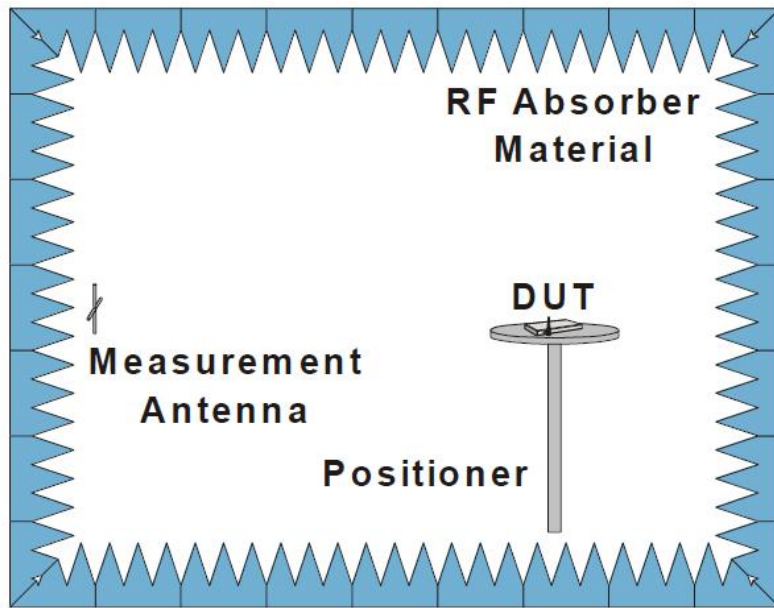 RF Absorber
Material
DUT
Measurement
Antenna
Positioner